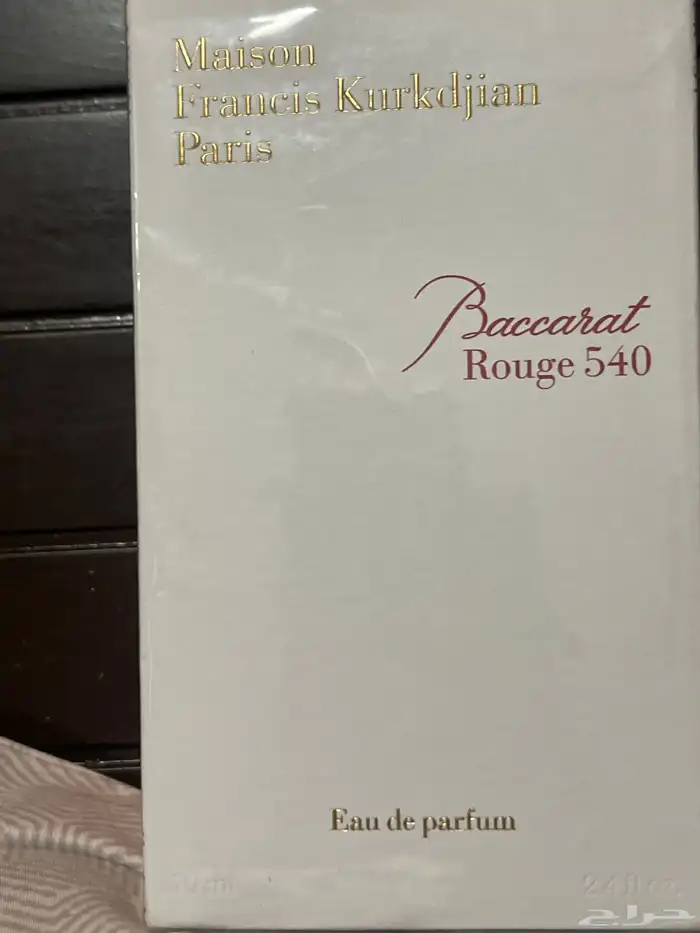 Maison
Francis Kurkdjian
Paris
Baccarat
Rouge 540
Eau de parfum
2.4 fl oz.
حراج